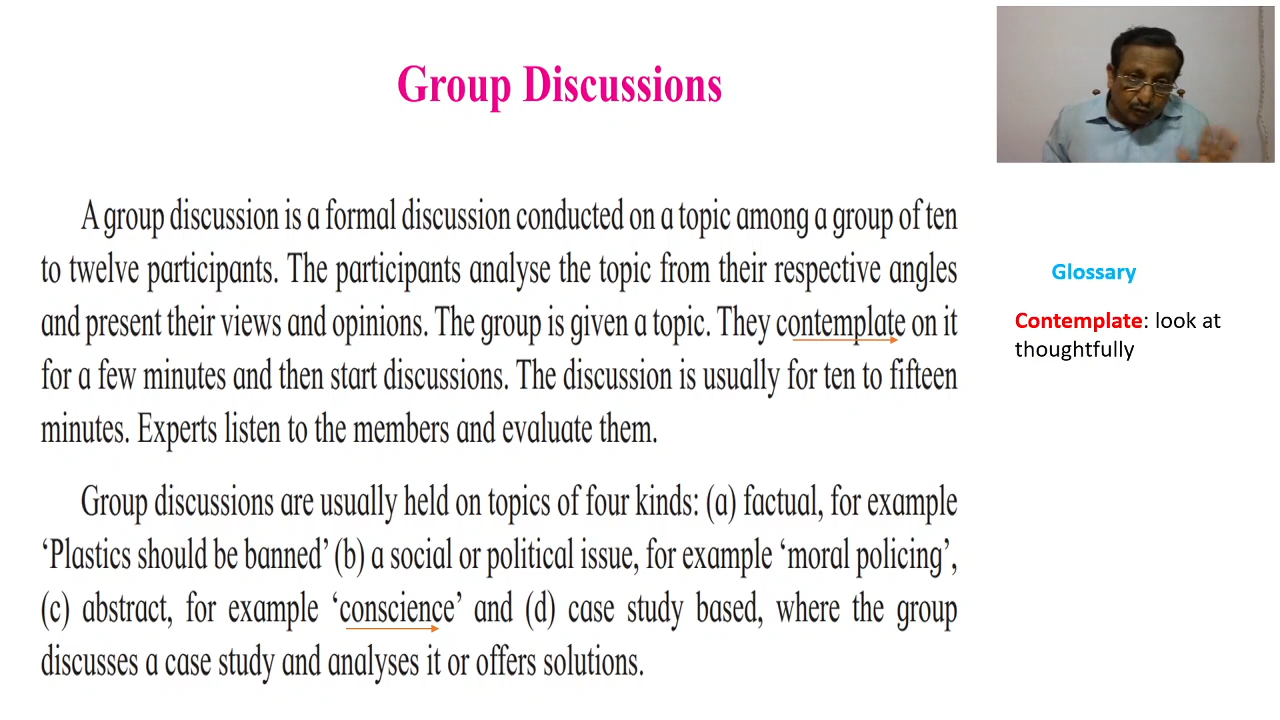 Group Discussions
A group discussion is a formal discussion conducted on a topic among a group of ten
to twelve participants. The participants analyse the topic from their respective angles
and present their views and opinions. The group is given a topic. They contemplate on it
for a few minutes and then start discussions. The discussion is usually for ten to fifteen
minutes. Experts listen to the members and evaluate them.
Group discussions are usually held on topics of four kinds: (a) factual, for example
‘Plastics should be banned’ (b) a social or political issue, for example ‘moral policing’,
(c) abstract, for example ‘conscience’ and (d) case study based, where the group
discusses a case study and analyses it or offers solutions.
Glossary
Contemplate: look at
thoughtfully